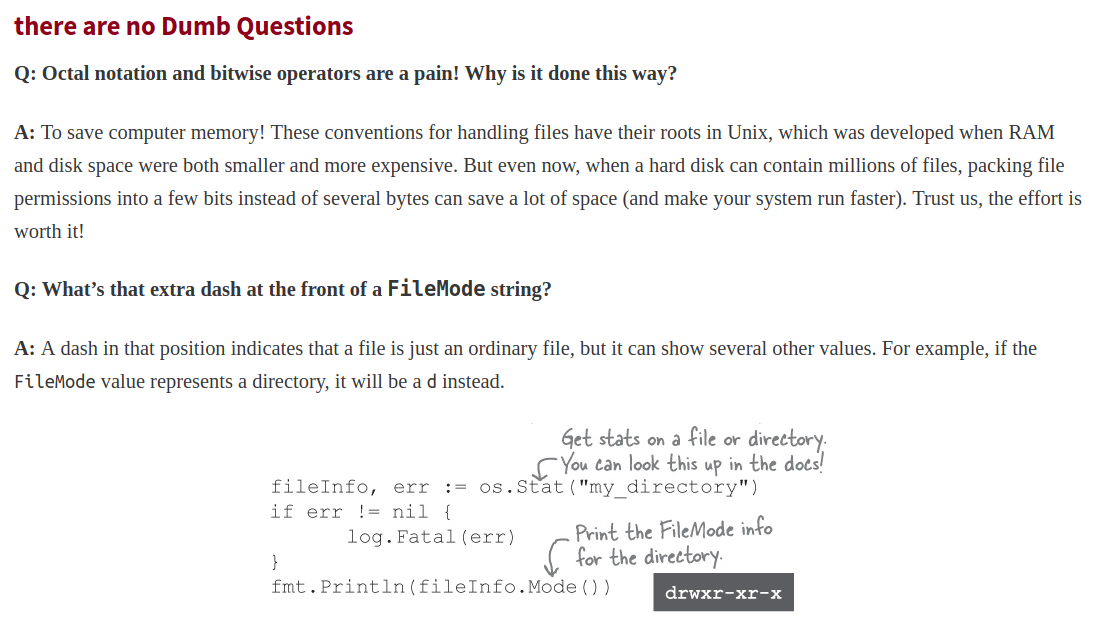 there are no Dumb Questions
Q: Octal notation and bitwise operators are a pain! Why is it done this way?
A: To save computer memory! These conventions for handling files have their roots in Unix, which was developed when RAM
and disk space were both smaller and more expensive. But even now, when a hard disk can contain millions of files, packing file
permissions into a few bits instead of several bytes can save a lot of space (and make your system run faster). Trust us, the effort is
worth it!
Q: What’s that extra dash at the front of a FileMode string?
A: A dash in that position indicates that a file is just an ordinary file, but it can show several other values. For example, if the
FileMode value represents a directory, it will be a d instead.
Get stats on a file or directory.
You can look this up in the docs!
fileInfo, err := os.Stat("my_directory")
if err != nil {
log.Fatal(err)
}
Print the FileMode info
for the directory.
fmt.Println(fileInfo.Mode())
drwxr-xr-x